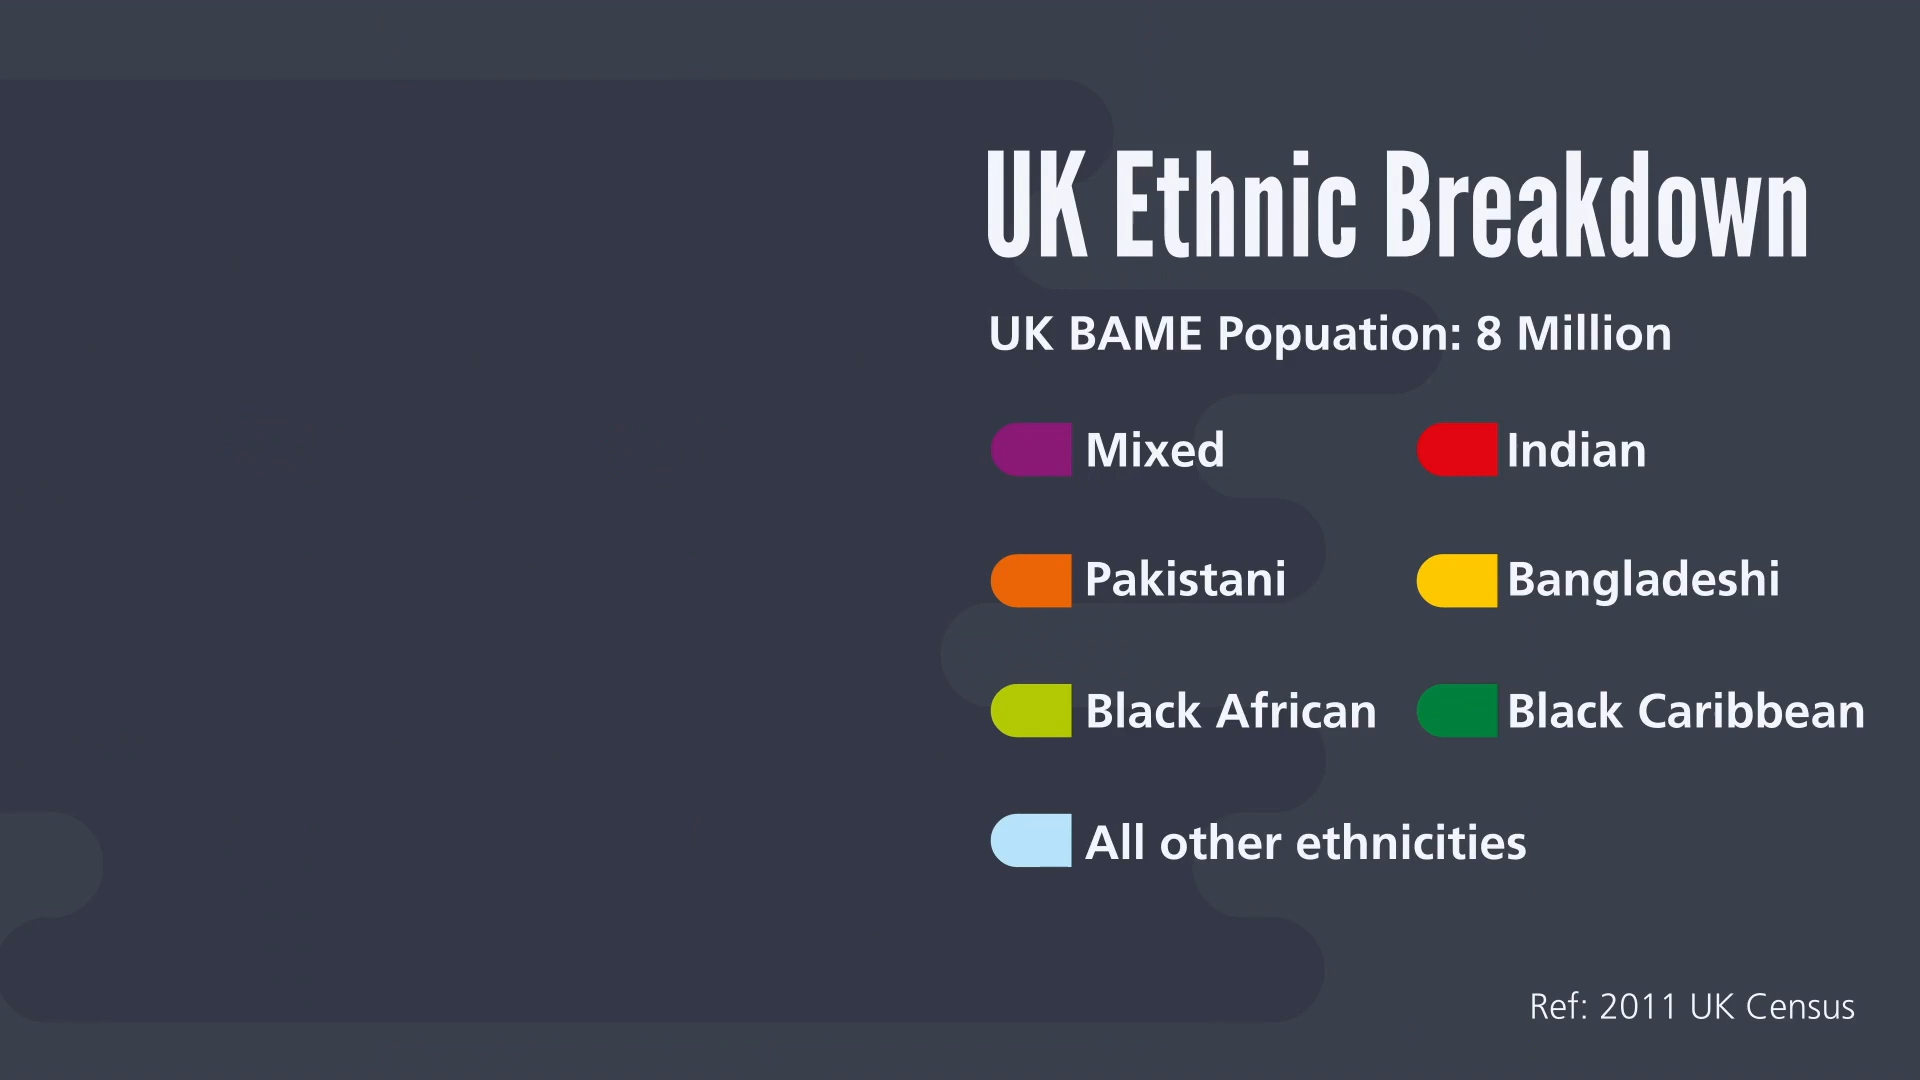 UK Ethnic Breakdown
UK BAME Popuation: 8 Million
Mixed
Indian
Pakistani
Bangladeshi
Black African
Black Caribbean
All other ethnicities
Ref: 2011 UK Census